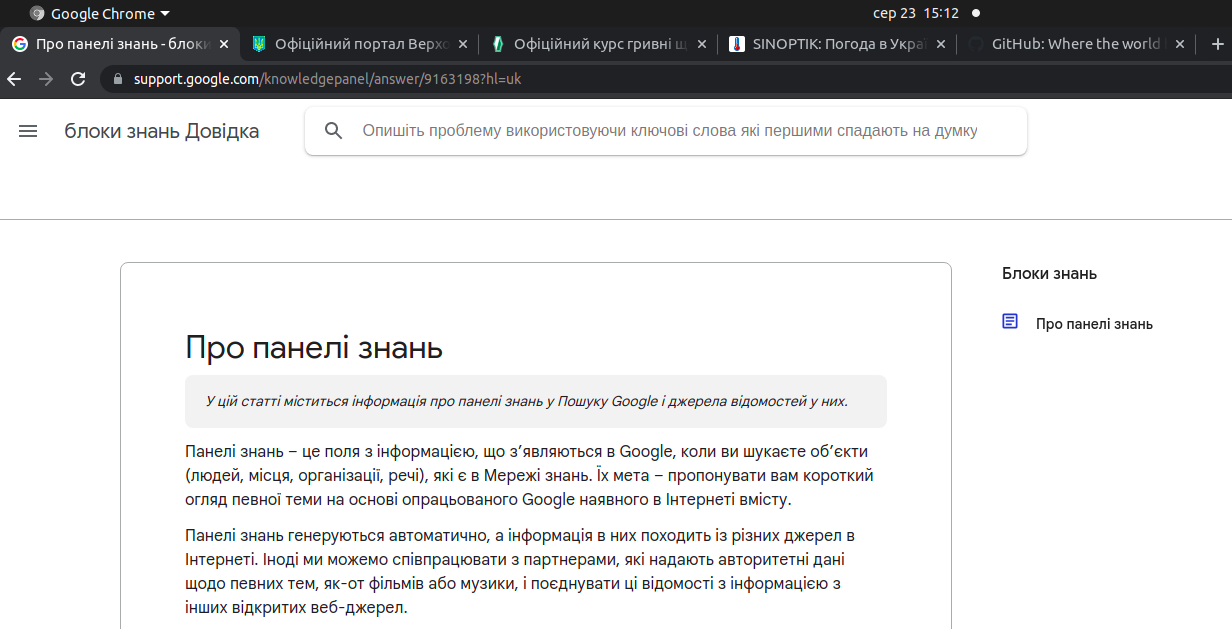 Google Chrome
сер 23 15:12
Про панелі знань - блоки
Офіційний портал Верхо
Офіційний курс гривні щ
SINOPTIK: Погода в Украї
GitHub: Where the world
support.google.com/knowledgepanel/answer/9163198?hl=uk
блоки знань Довідка
Опишіть проблему використовуючи ключові слова які першими спадають на думку
Про панелі знань
У цій статті міститься інформація про панелі знань у Пошуку Google і джерела відомостей у них.
Панелі знань – це поля з інформацією, що з’являються в Google, коли ви шукаєте об’єкти
(людей, місця, організації, речі), які є в Мережі знань. Їх мета – пропонувати вам короткий
огляд певної теми на основі опрацьованого Google наявного в Інтернеті вмісту.
Панелі знань генеруються автоматично, а інформація в них походить із різних джерел в
Інтернеті. Іноді ми можемо співпрацювати з партнерами, які надають авторитетні дані
щодо певних тем, як-от фільмів або музики, і поєднувати ці відомості з інформацією з
інших відкритих веб-джерел.
Блоки знань
Про панелі знань